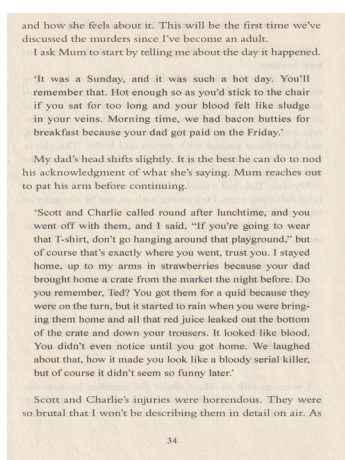 and how she feels about it. This will be the first time we've
discussed the murders since I've become an adult.
I ask Mum to start by telling me about the day it happened.
‘It was a Sunday, and it was such a hot day. You'll
remember that. Hot enough so as you'd stick to the chair
if you sat for too long and your blood felt like sludge
in your veins. Morning time, we had bacon butties for
breakfast because your dad got paid on the Friday.’
My dad's head shifts slightly. It is the best he can do to nod
his acknowledgment of what she's saying. Mum reaches out
to pat his arm before continuing.
‘Scott and Charlie called round after lunchtime, and you
went off with them, and I said, “If you're going to wear
that T-shirt, don't go hanging around that playground,” but
of course that's exactly where you went, trust you. I stayed
home, up to my arms in strawberries because your dad
brought home a crate from the market the night before. Do
you remember, Ted? You got them for a quid because they
were on the turn, but it started to rain when you were bring-
ing them home and all that red juice leaked out the bottom
of the crate and down your trousers. It looked like blood.
You didn't even notice until you got home. We laughed
about that, how it made you look like a bloody serial killer,
but of course it didn't seem so funny later.’
Scott and Charlie's injuries were horrendous. They were
so brutal that I won't be describing them in detail on air. As
34